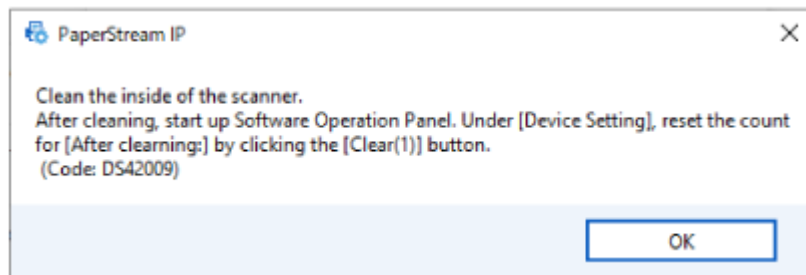 PaperStream IP
Clean the inside of the scanner.
After cleaning, start up Software Operation Panel. Under [Device Setting], reset the count
for [After clearning:] by clicking the [Clear(1)] button.
(Code: DS42009)
OK